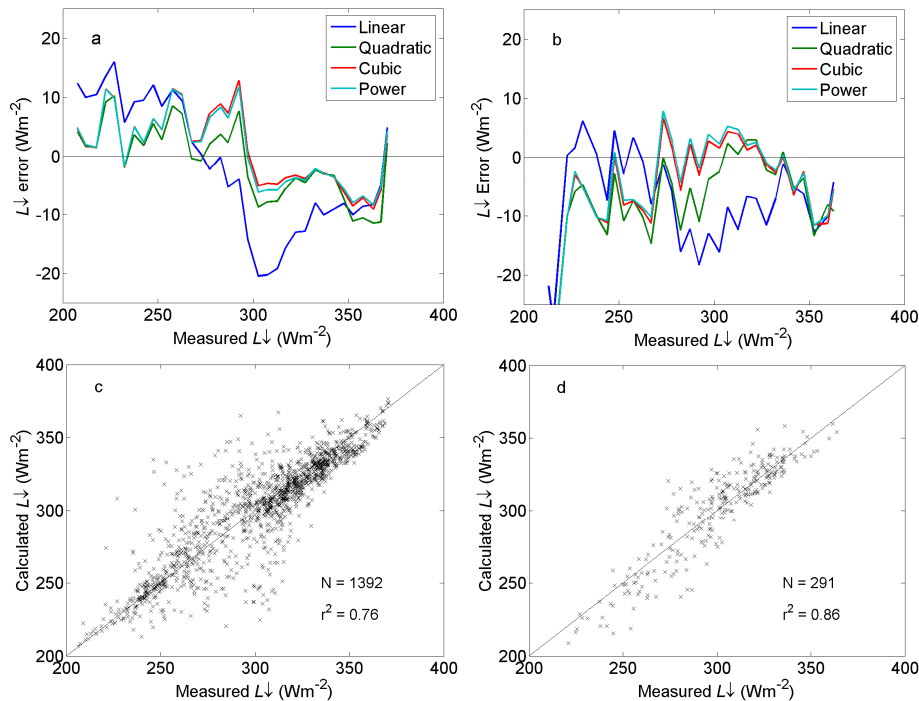 a
Linear
Quadratic
Cubic
Power
20
10
0
-10
-20
L↓ error (Wm-2)
200
250
300
350
400
Measured L↓ (Wm-2)
b
Linear
Quadratic
Cubic
Power
20
10
0
-10
-20
L↓ Error (Wm-2)
200
250
300
350
400
Measured L↓ (Wm-2)
c
400
350
300
250
200
Calculated L↓ (Wm-2)
N = 1392
r2 = 0.76
200
250
300
350
400
Measured L↓ (Wm-2)
d
400
350
300
250
200
Calculated L↓ (Wm-2)
N = 291
r2 = 0.86
200
250
300
350
400
Measured L↓ (Wm-2)